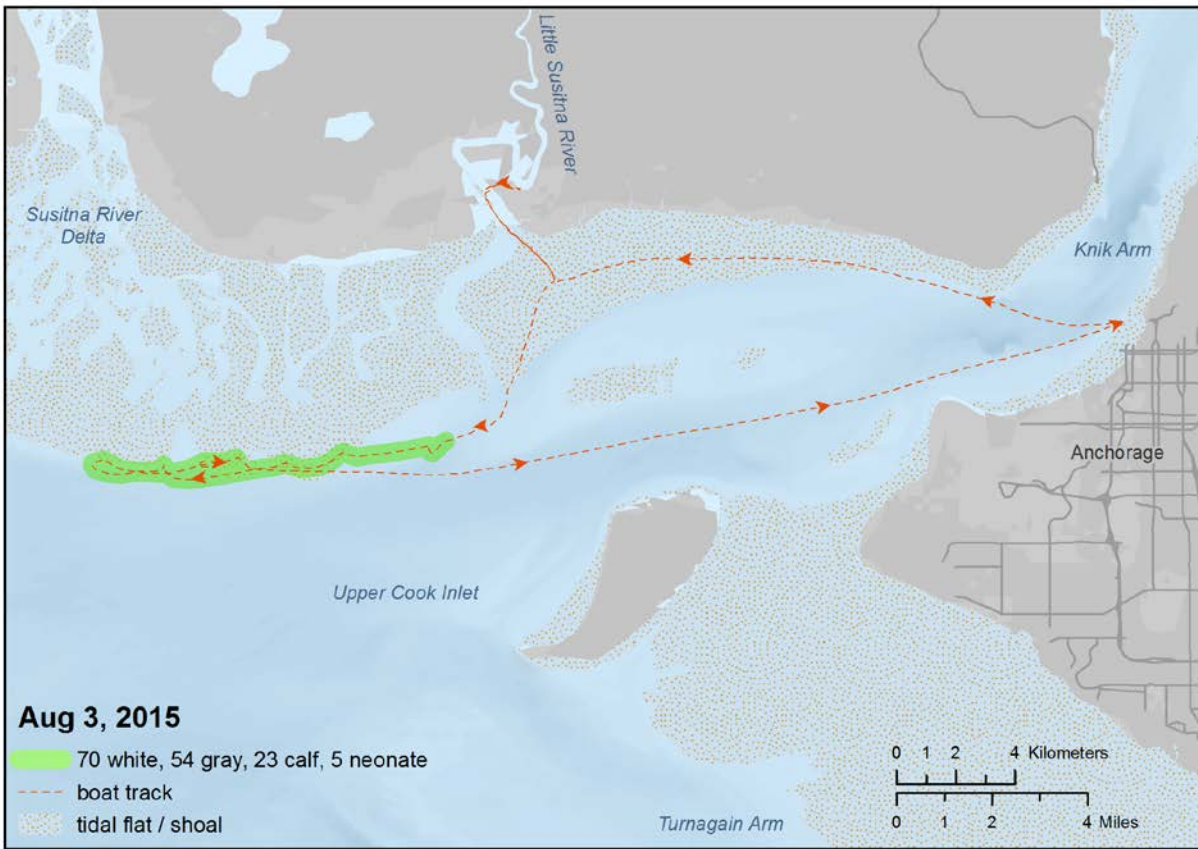 Little Susitna River
Susitna River
Delta
Knik Arm
Anchorage
Upper Cook Inlet
Aug 3, 2015
70 white, 54 gray, 23 calf, 5 neonate
boat track
tidal flat / shoal
0 1 2 4 Kilometers
0 1 2 4 Miles
Turnagain Arm